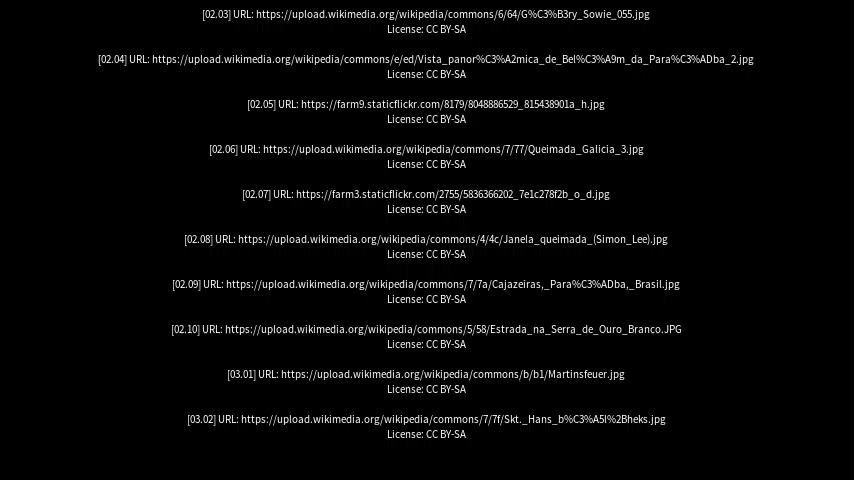 [02.03] URL: https://upload.wikimedia.org/wikipedia/commons/6/64/G%C3%B3ry_Sowie_055.jpg
License: CC BY-SA
[02.04] URL: https://upload.wikimedia.org/wikipedia/commons/e/ed/Vista_panor%C3%A2mica_de_Bel%C3%A9m_da_Para%C3%ADba_2.jpg
License: CC BY-SA
[02.05] URL: https://farm9.staticflickr.com/8179/8048886529_815438901a_h.jpg
License: CC BY-SA
[02.06] URL: https://upload.wikimedia.org/wikipedia/commons/7/77/Queimada_Galicia_3.jpg
License: CC BY-SA
[02.07] URL: https://farm3.staticflickr.com/2755/5836366202_7e1c278f2b_o_d.jpg
License: CC BY-SA
[02.08] URL: https://upload.wikimedia.org/wikipedia/commons/4/4c/Janela_queimada_(Simon_Lee).jpg
License: CC BY-SA
[02.09] URL: https://upload.wikimedia.org/wikipedia/commons/7/7a/Cajazeiras,_Para%C3%ADba,_Brasil.jpg
License: CC BY-SA
[02.10] URL: https://upload.wikimedia.org/wikipedia/commons/5/58/Estrada_na_Serra_de_Ouro_Branco.JPG
License: CC BY-SA
[03.01] URL: https://upload.wikimedia.org/wikipedia/commons/b/b1/Martinsfeuer.jpg
License: CC BY-SA
[03.02] URL: https://upload.wikimedia.org/wikipedia/commons/7/7f/Skt._Hans_b%C3%A5l%2Bheks.jpg
License: CC BY-SA